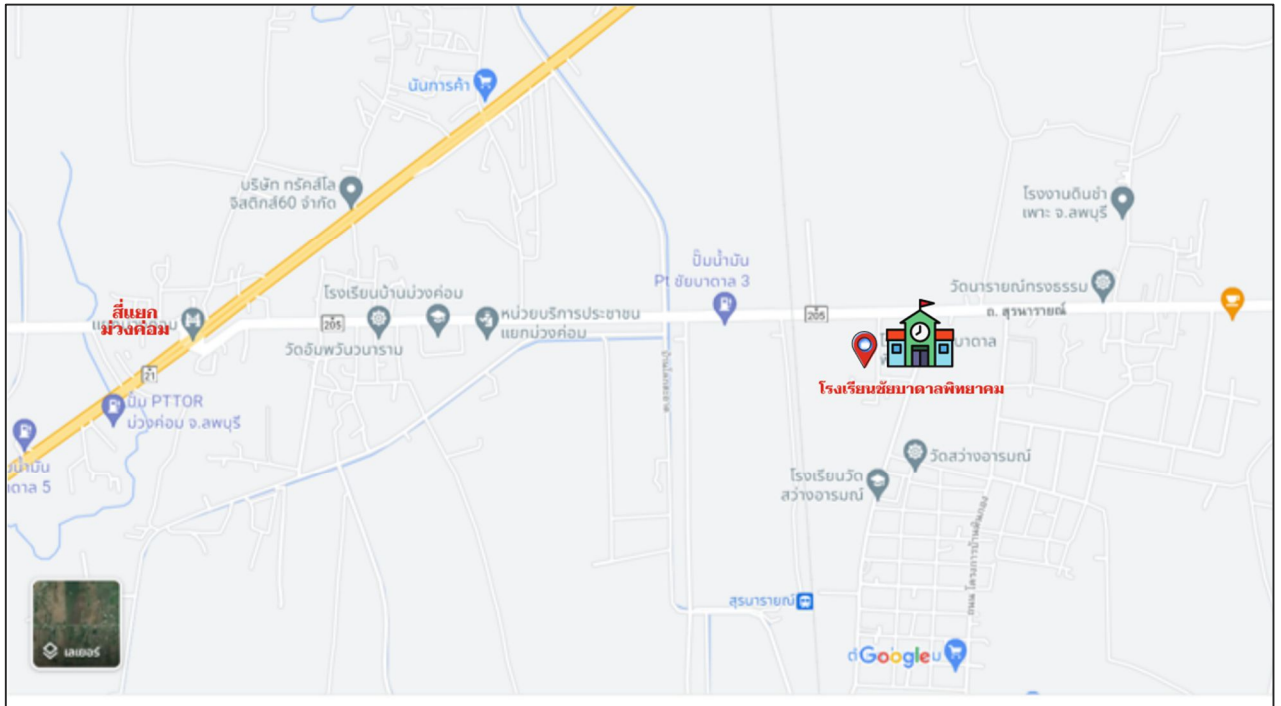 นันการค้า
บริษัท ทรัคส์โล
จิสติกส์60 จำกัด
โรงงานดินชำ
เพาะ จ.ลพบุรี
ปั๊มน้ำมัน
Pt ชัยบาดาล 3
วัดนารายณ์ทรงธรรม
สี่แยก
ม่วงค่อม
โรงเรียนบ้านม่วงค่อม
205
วัดอัมพวันวนาราม
หน่วยบริการประชาชน
แยกม่วงค่อม
205
ถ. สุรนารายณ์
บาดาล
โรงเรียนชัยบาดาลพิทยาคม
21
ปั๊ม PTTOR
ม่วงค่อม จ.ลพบุรี
าดาล 5
วัดสว่างอารมณ์
โรงเรียนวัด
สว่างอารมณ์
สุรนารายณ์
เลเยอร์
Google